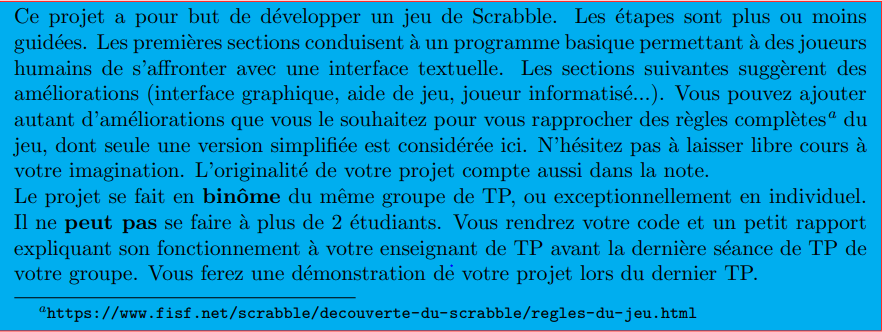 Ce projet a pour but de développer un jeu de Scrabble. Les étapes sont plus ou moins
guidées. Les premières sections conduisent à un programme basique permettant à des joueurs
humains de s'affronter avec une interface textuelle. Les sections suivantes suggèrent des
améliorations (interface graphique, aide de jeu, joueur informatisé...). Vous pouvez ajouter
autant d'améliorations que vous le souhaitez pour vous rapprocher des règles complètesᵃ du
jeu, dont seule une version simplifiée est considérée ici. N'hésitez pas à laisser libre cours à
votre imagination. L'originalité de votre projet compte aussi dans la note.
Le projet se fait en binôme du même groupe de TP, ou exceptionnellement en individuel.
Il ne peut pas se faire à plus de 2 étudiants. Vous rendrez votre code et un petit rapport
expliquant son fonctionnement à votre enseignant de TP avant la dernière séance de TP de
votre groupe. Vous ferez une démonstration de votre projet lors du dernier TP.
ᵃhttps://www.fisf.net/scrabble/decouverte-du-scrabble/regles-du-jeu.html